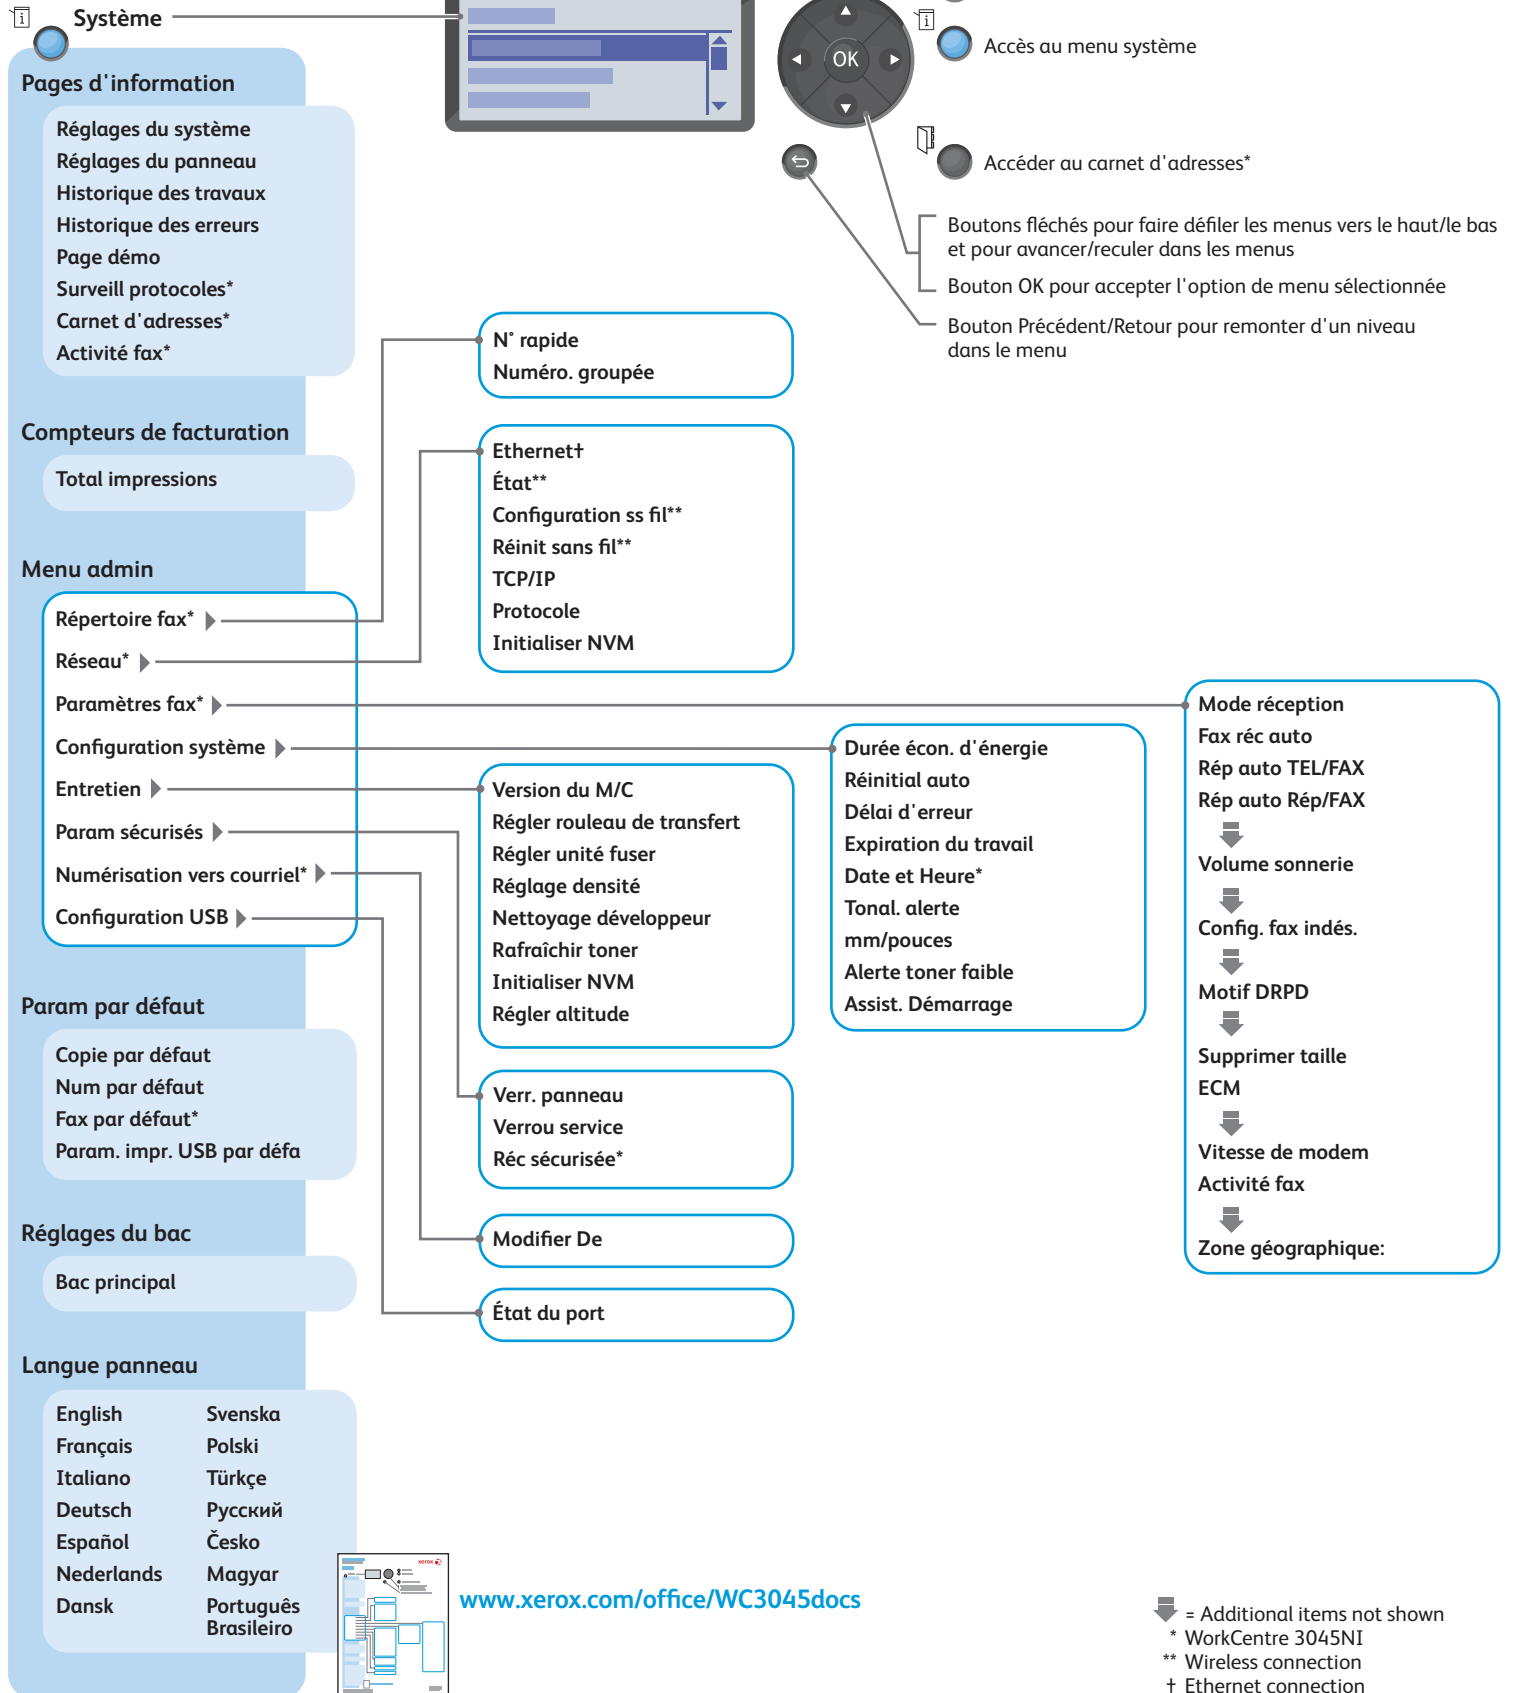 Système
Accès au menu système
Accéder au carnet d'adresses*
Boutons fléchés pour faire défiler les menus vers le haut/le bas
et pour avancer/reculer dans les menus
Bouton OK pour accepter l'option de menu sélectionnée
Bouton Précédent/Retour pour remonter d'un niveau
dans le menu
OK
Pages d'information
Réglages du système
Réglages du panneau
Historique des travaux
Historique des erreurs
Page démo
Surveill protocoles*
Carnet d'adresses*
Activité fax*
Compteurs de facturation
Total impressions
Menu admin
Répertoire fax*
Réseau*
Paramètres fax*
Configuration système
Entretien
Param sécurisés
Numérisation vers courriel*
Configuration USB
Param par défaut
Copie par défaut
Num par défaut
Fax par défaut*
Param. impr. USB par défa
Réglages du bac
Bac principal
Langue panneau
English
Français
Italiano
Deutsch
Español
Nederlands
Dansk
Svenska
Polski
Türkçe
Русский
Česko
Magyar
Português
Brasileiro
N° rapide
Numéro. groupée
Ethernet†
État**
Configuration ss fil**
Réinit sans fil**
TCP/IP
Protocole
Initialiser NVM
Version du M/C
Régler rouleau de transfert
Régler unité fuser
Réglage densité
Nettoyage développeur
Rafraîchir toner
Initialiser NVM
Régler altitude
Verr. panneau
Verrou service
Réc sécurisée*
Modifier De
État du port
Durée écon. d'énergie
Réinitial auto
Délai d'erreur
Expiration du travail
Date et Heure*
Tonal. alerte
mm/pouces
Alerte toner faible
Assist. Démarrage
Mode réception
Fax réc auto
Rép auto TEL/FAX
Rép auto Rép/FAX
Volume sonnerie
Config. fax indés.
Motif DRPD
Supprimer taille
ECM
Vitesse de modem
Activité fax
Zone géographique:
xerox
www.xerox.com/office/WC3045docs
= Additional items not shown
* WorkCentre 3045NI
** Wireless connection
† Ethernet connection